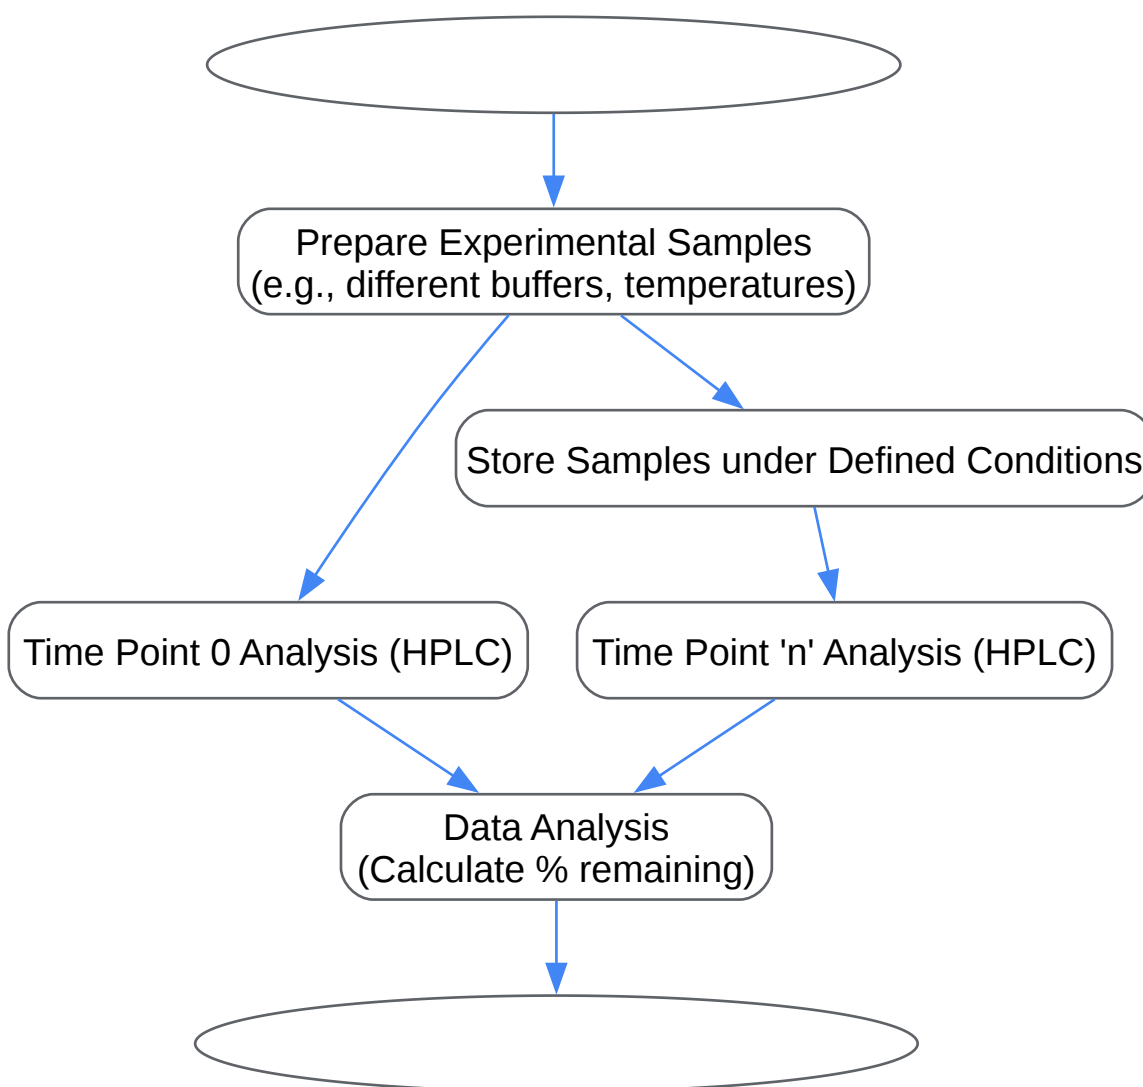 Prepare Experimental Samples
(e.g., different buffers, temperatures)
Store Samples under Defined Conditions
Time Point 0 Analysis (HPLC)
Time Point 'n' Analysis (HPLC)
Data Analysis
(Calculate % remaining)